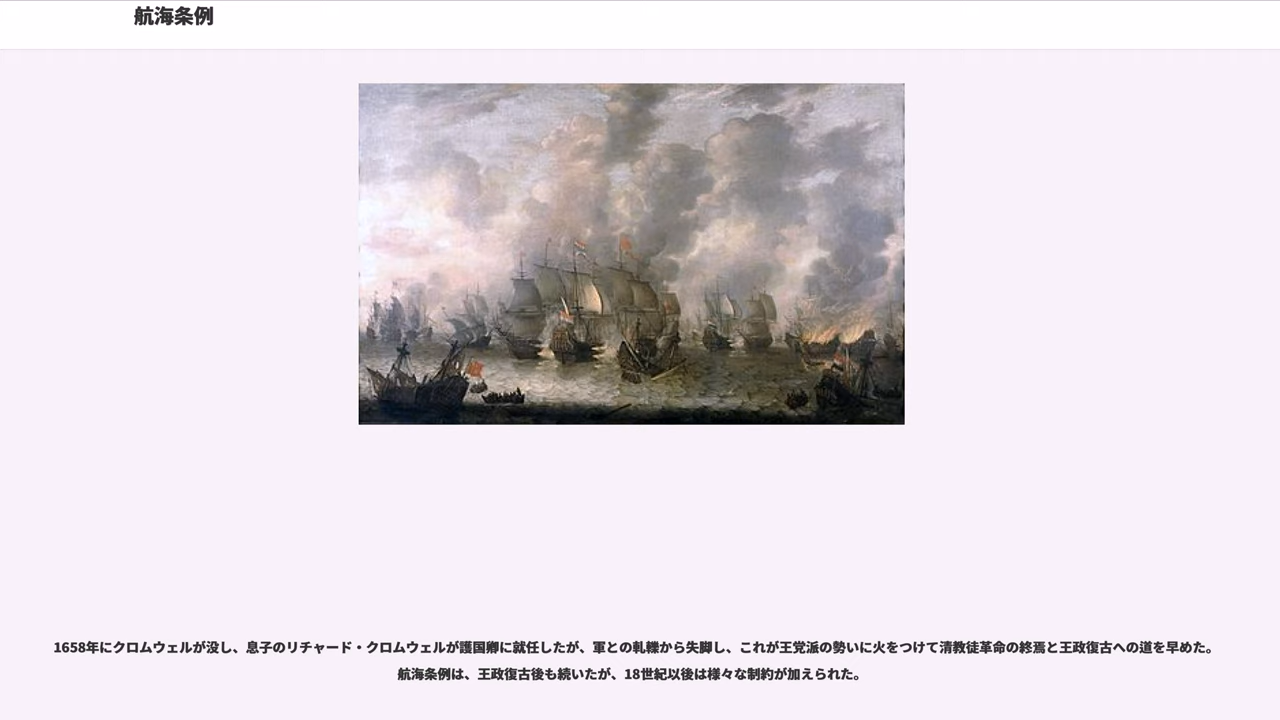 航海条例
1658年にクロムウェルが没し、息子のリチャード・クロムウェルが護国卿に就任したが、軍との軋轢から失脚し、これが王党派の勢いに火をつけて清教徒革命の終焉と王政復古への道を早めた。
航海条例は、王政復古後も続いたが、18世紀以後は様々な制約が加えられた。